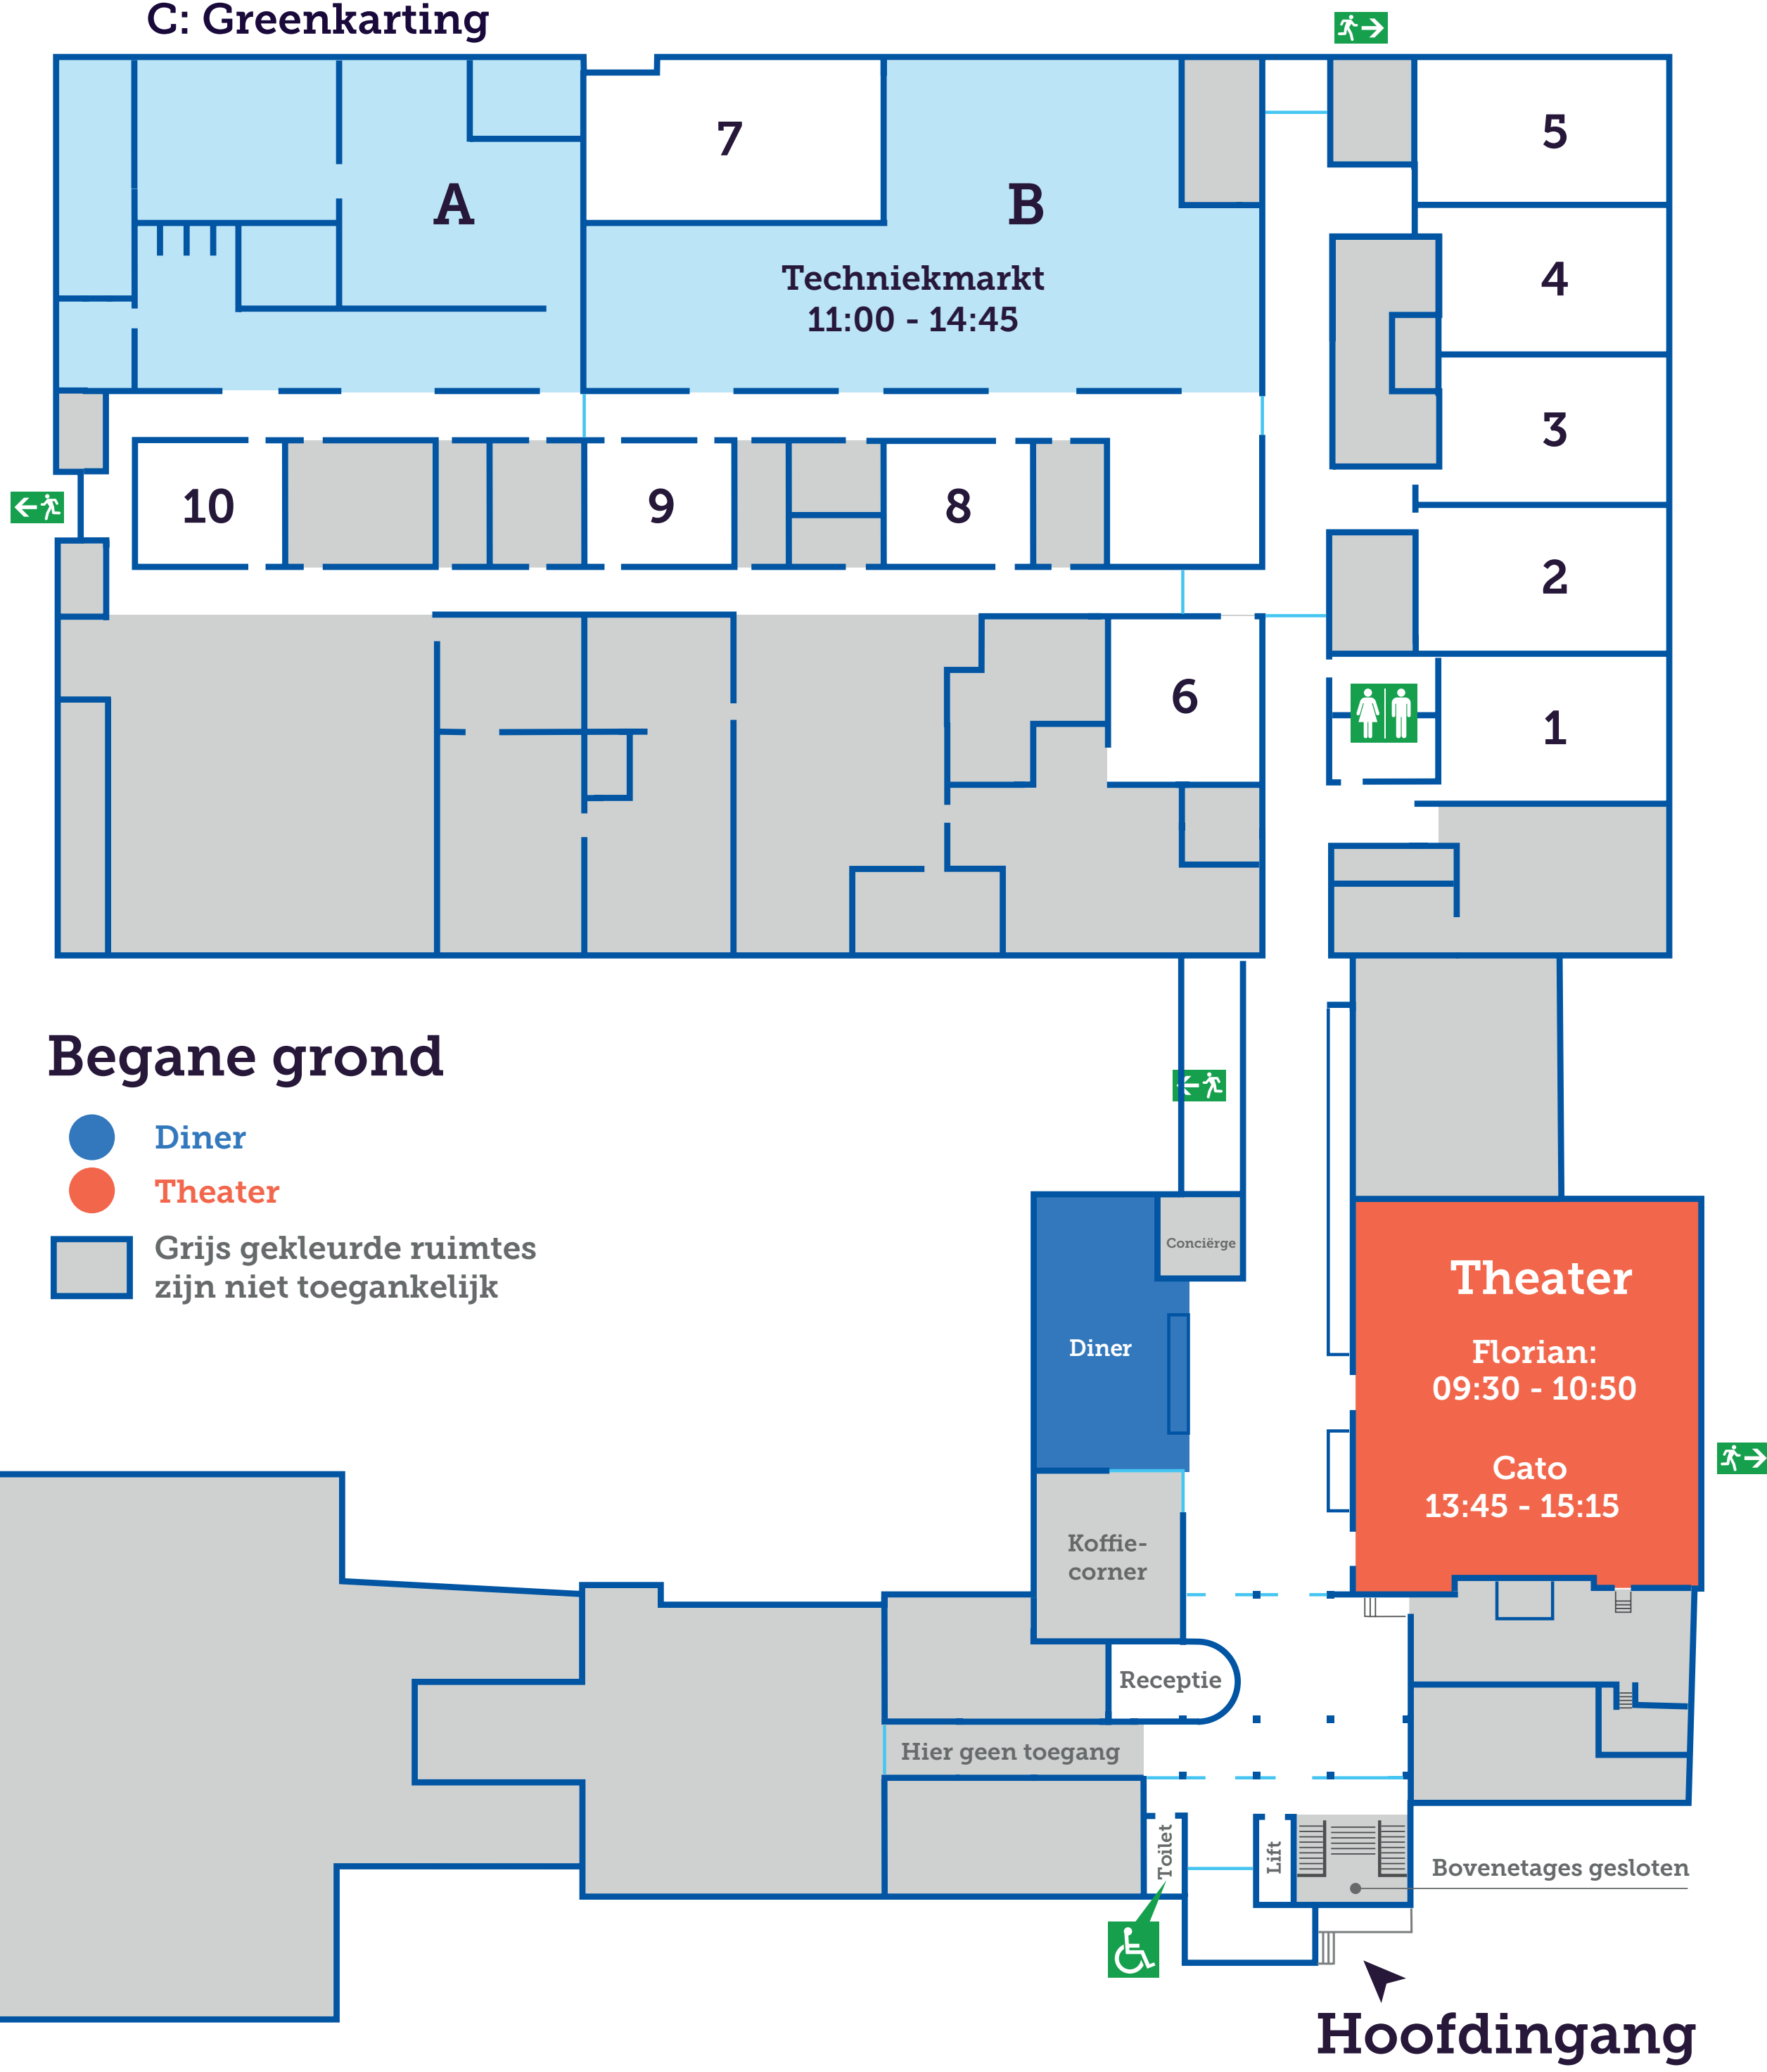 C: Greenkarting
7
5
A
B
4
Techniekmarkt
11:00 - 14:45
3
10
9
8
2
6
1
Begane grond
Diner
Theater
Grijs gekleurde ruimtes
zijn niet toegankelijk
Conciërge
Diner
Theater
Florian:
09:30 - 10:50
Cato
13:45 - 15:15
Koffie-
corner
Receptie
Hier geen toegang
Toilet
Lift
Bovenetages gesloten
Hoofdingang